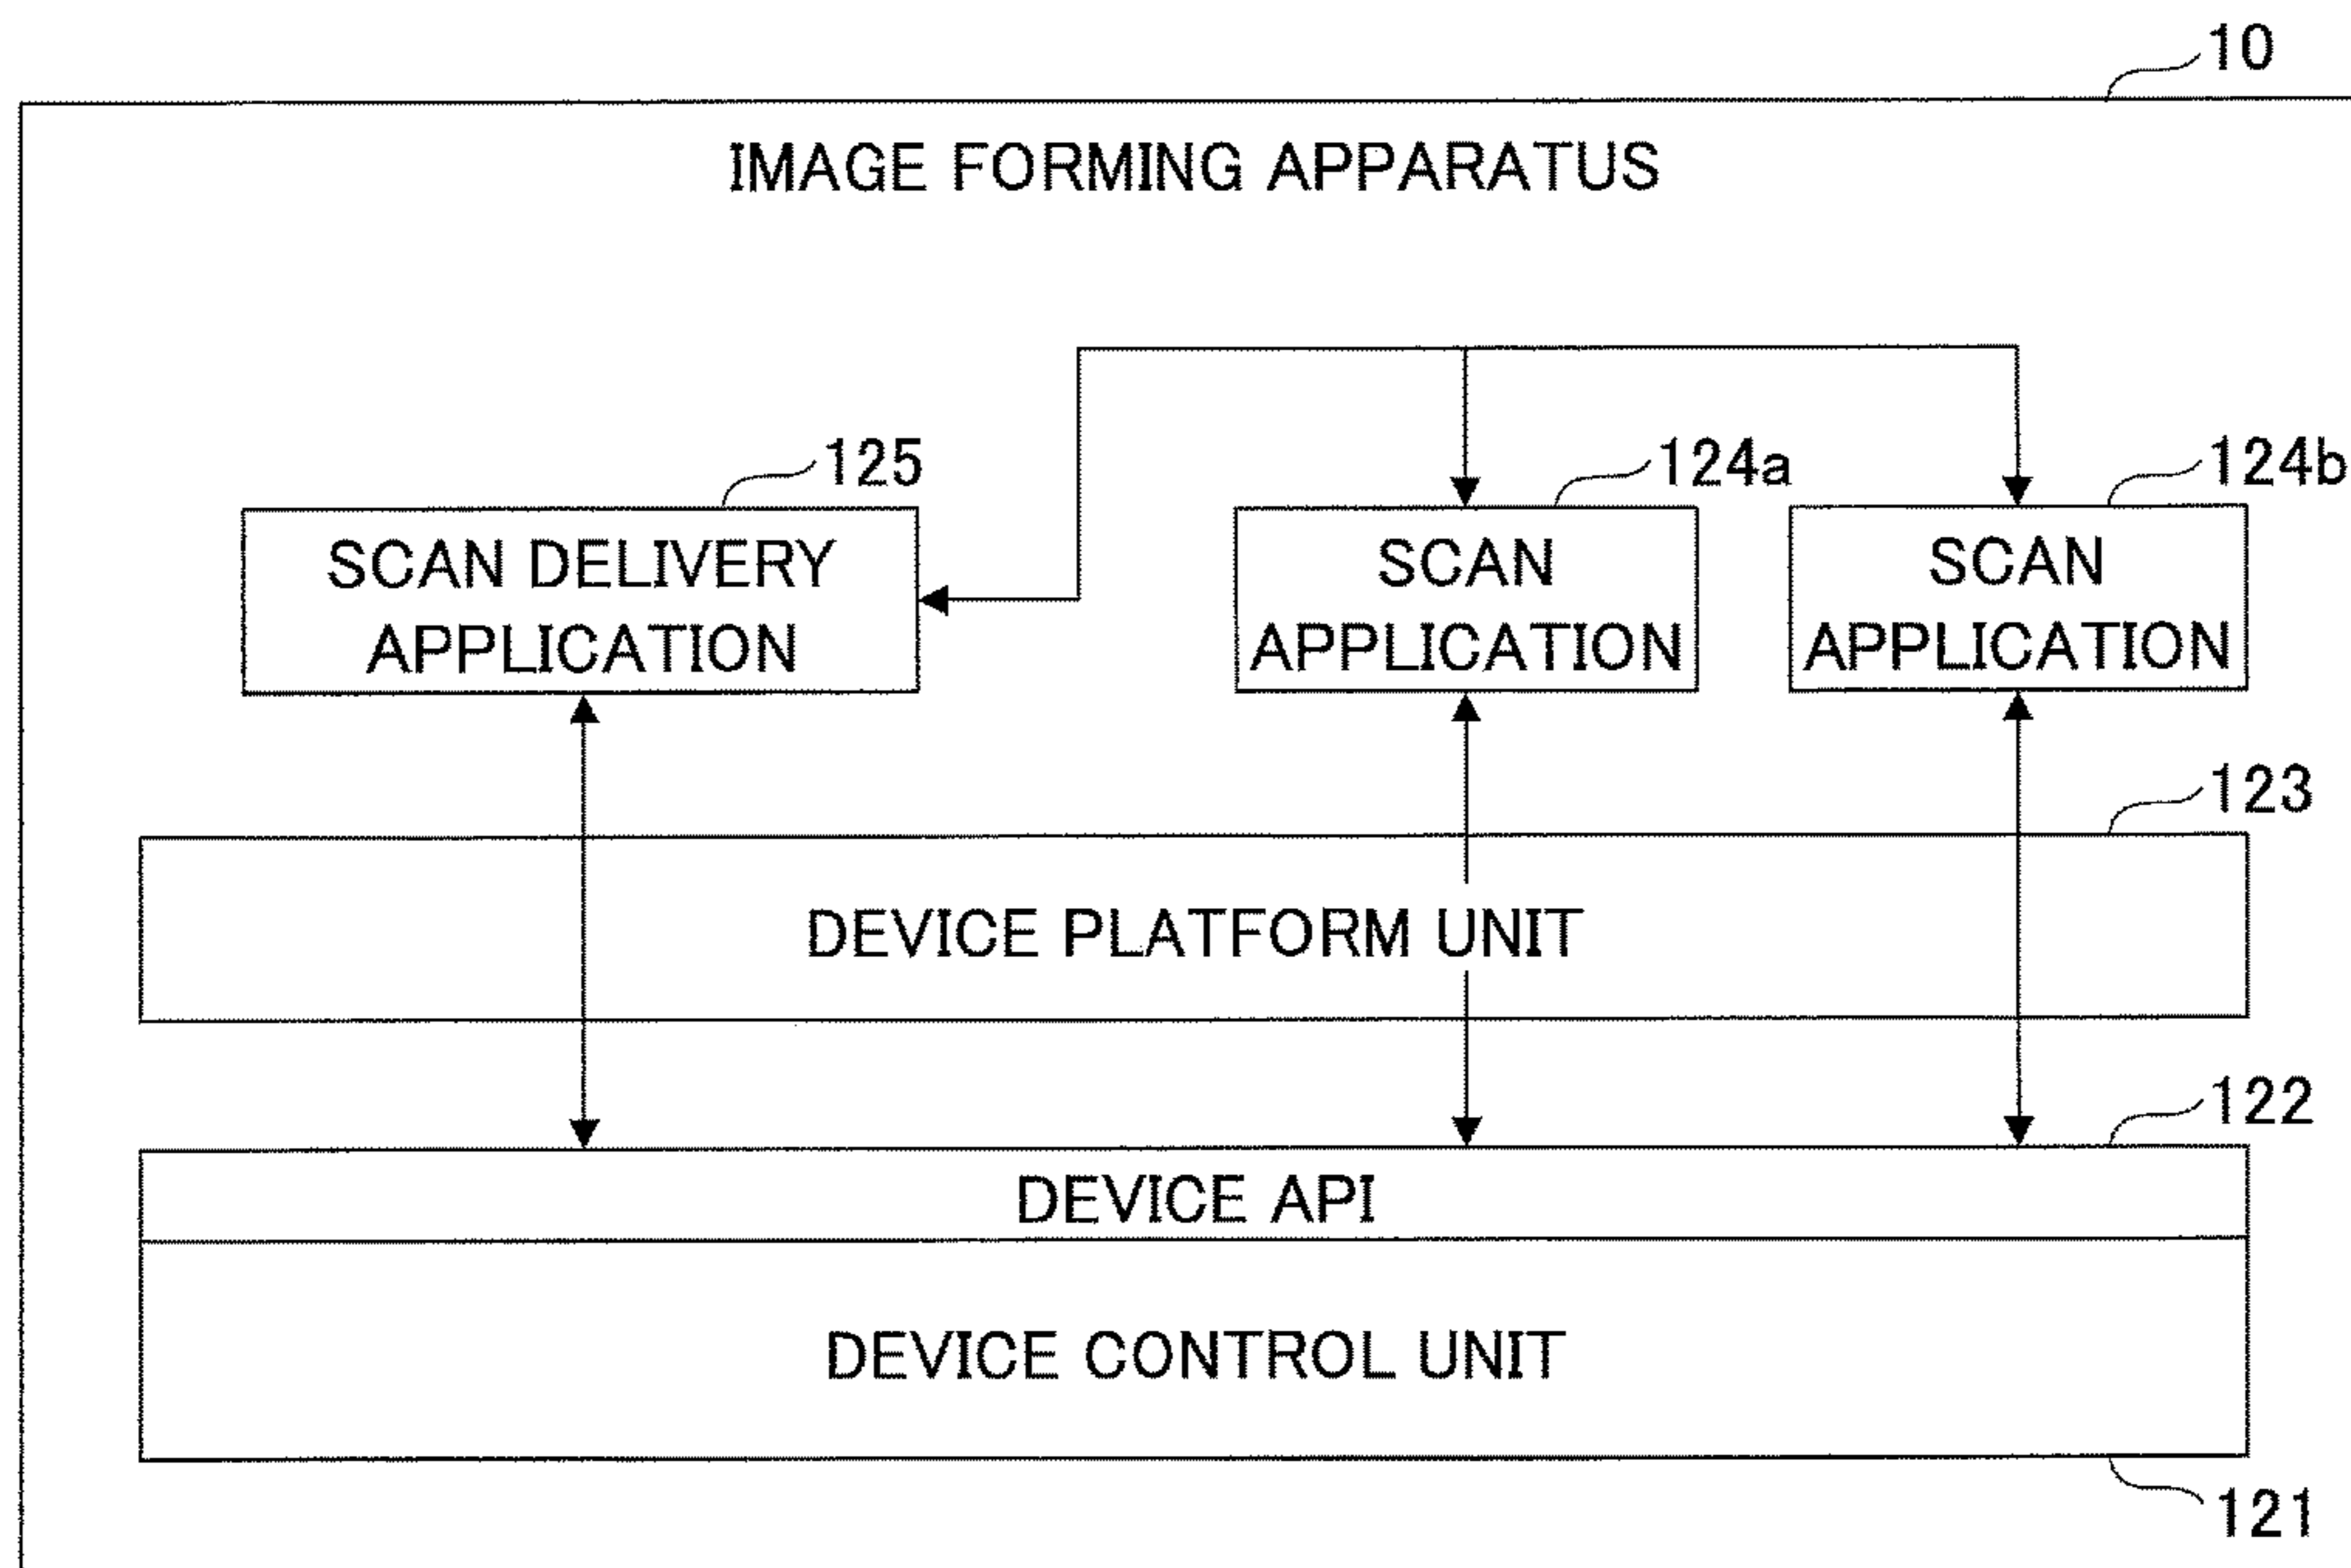 10
IMAGE FORMING APPARATUS
125
124a
124b
SCAN DELIVERY
APPLICATION
SCAN
APPLICATION
SCAN
APPLICATION
123
DEVICE PLATFORM UNIT
122
DEVICE API
DEVICE CONTROL UNIT
121